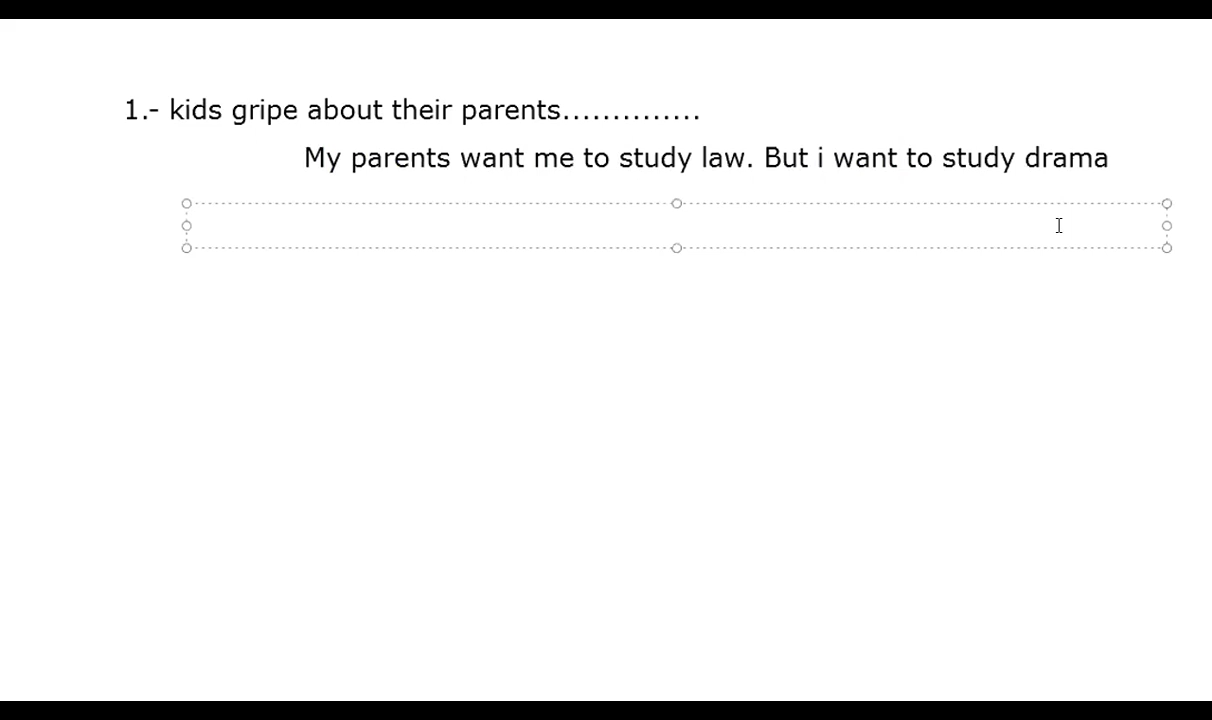 1.- kids gripe about their parents..............
My parents want me to study law. But i want to study drama